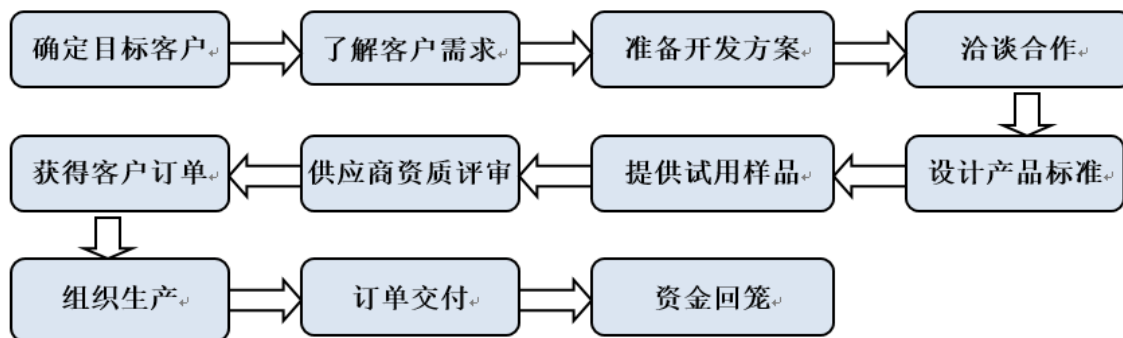 确定目标客户
了解客户需求
准备开发方案
洽谈合作
设计产品标准
提供试用样品
供应商资质评审
获得客户订单
组织生产
订单交付
资金回笼